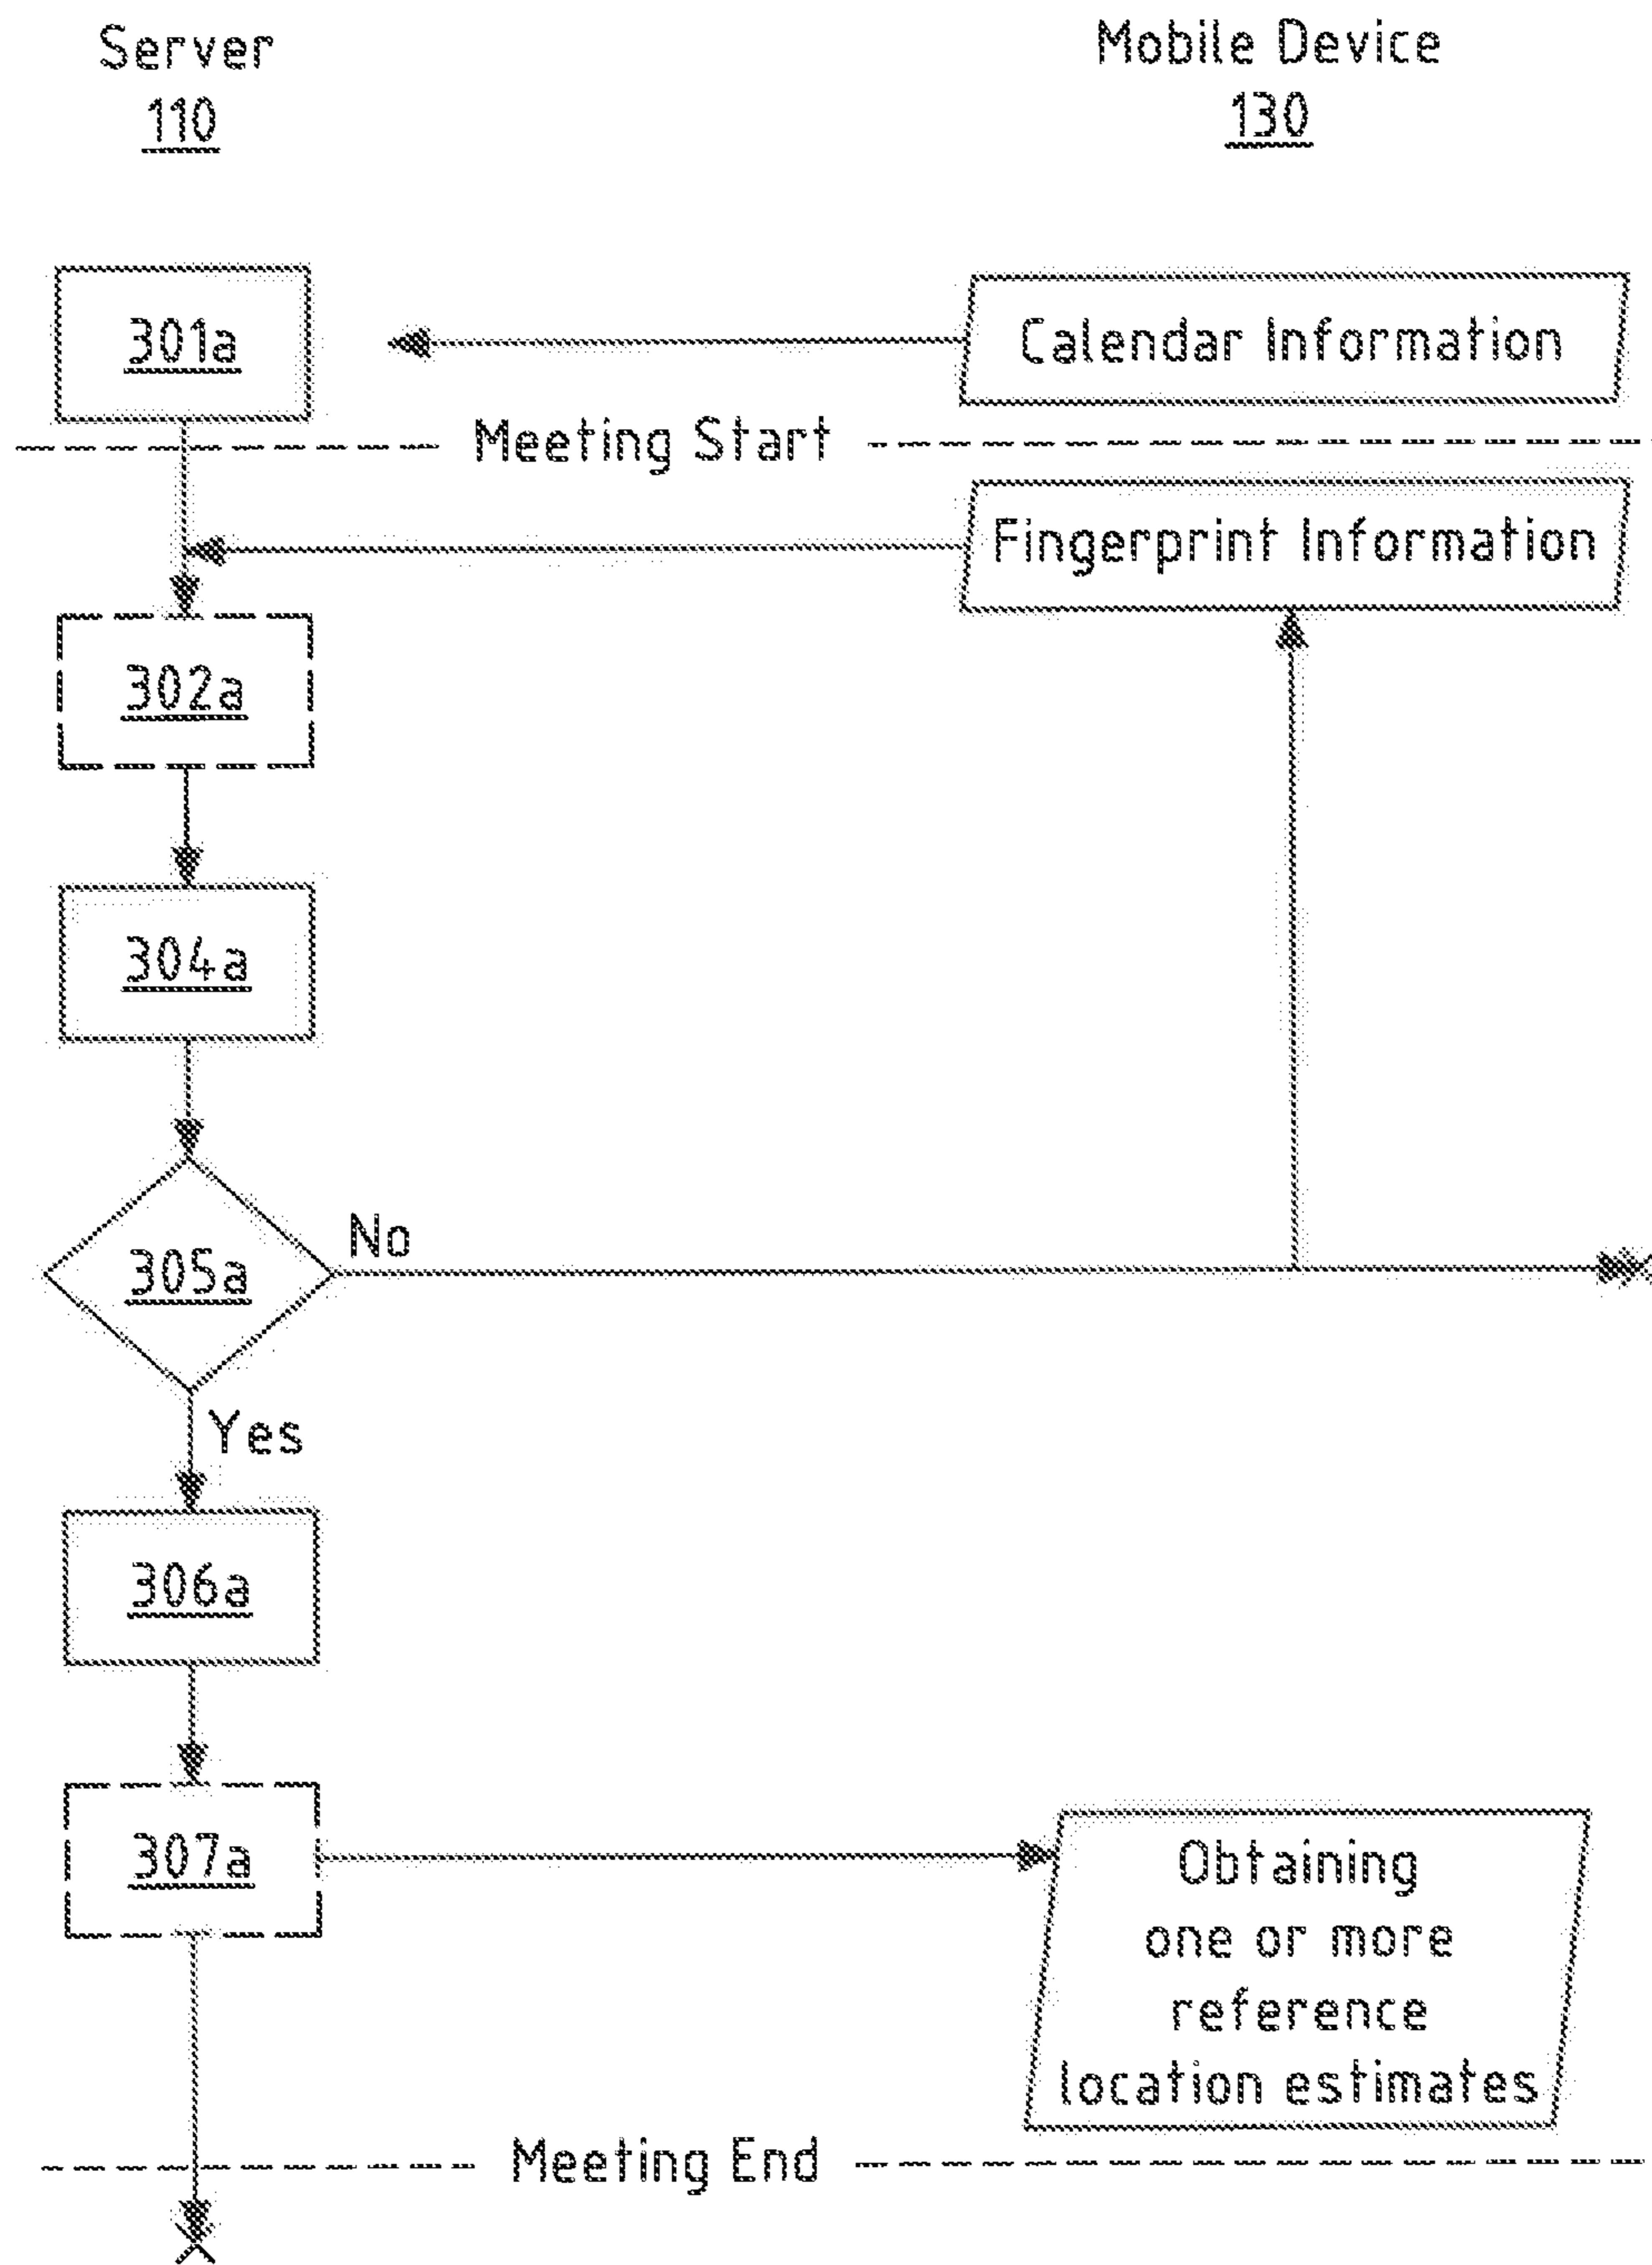 Server
110
Mobile Device
130
301a
Calendar Information
Meeting Start
Fingerprint Information
302a
304a
305a
No
Yes
306a
307a
Obtaining
one or more
reference
location estimates
Meeting End